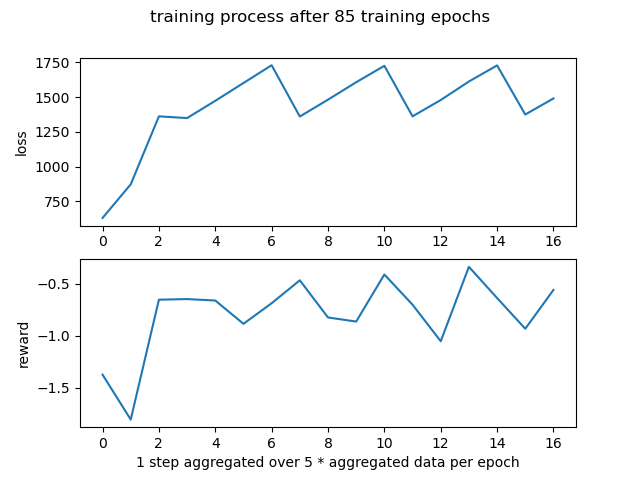 training process after 85 training epochs
1750
1500
1250
1000
750
loss
0 2 4 6 8 10 12 14 16
−0.5
−1.0
−1.5
reward
0 2 4 6 8 10 12 14 16
1 step aggregated over 5 * aggregated data per epoch